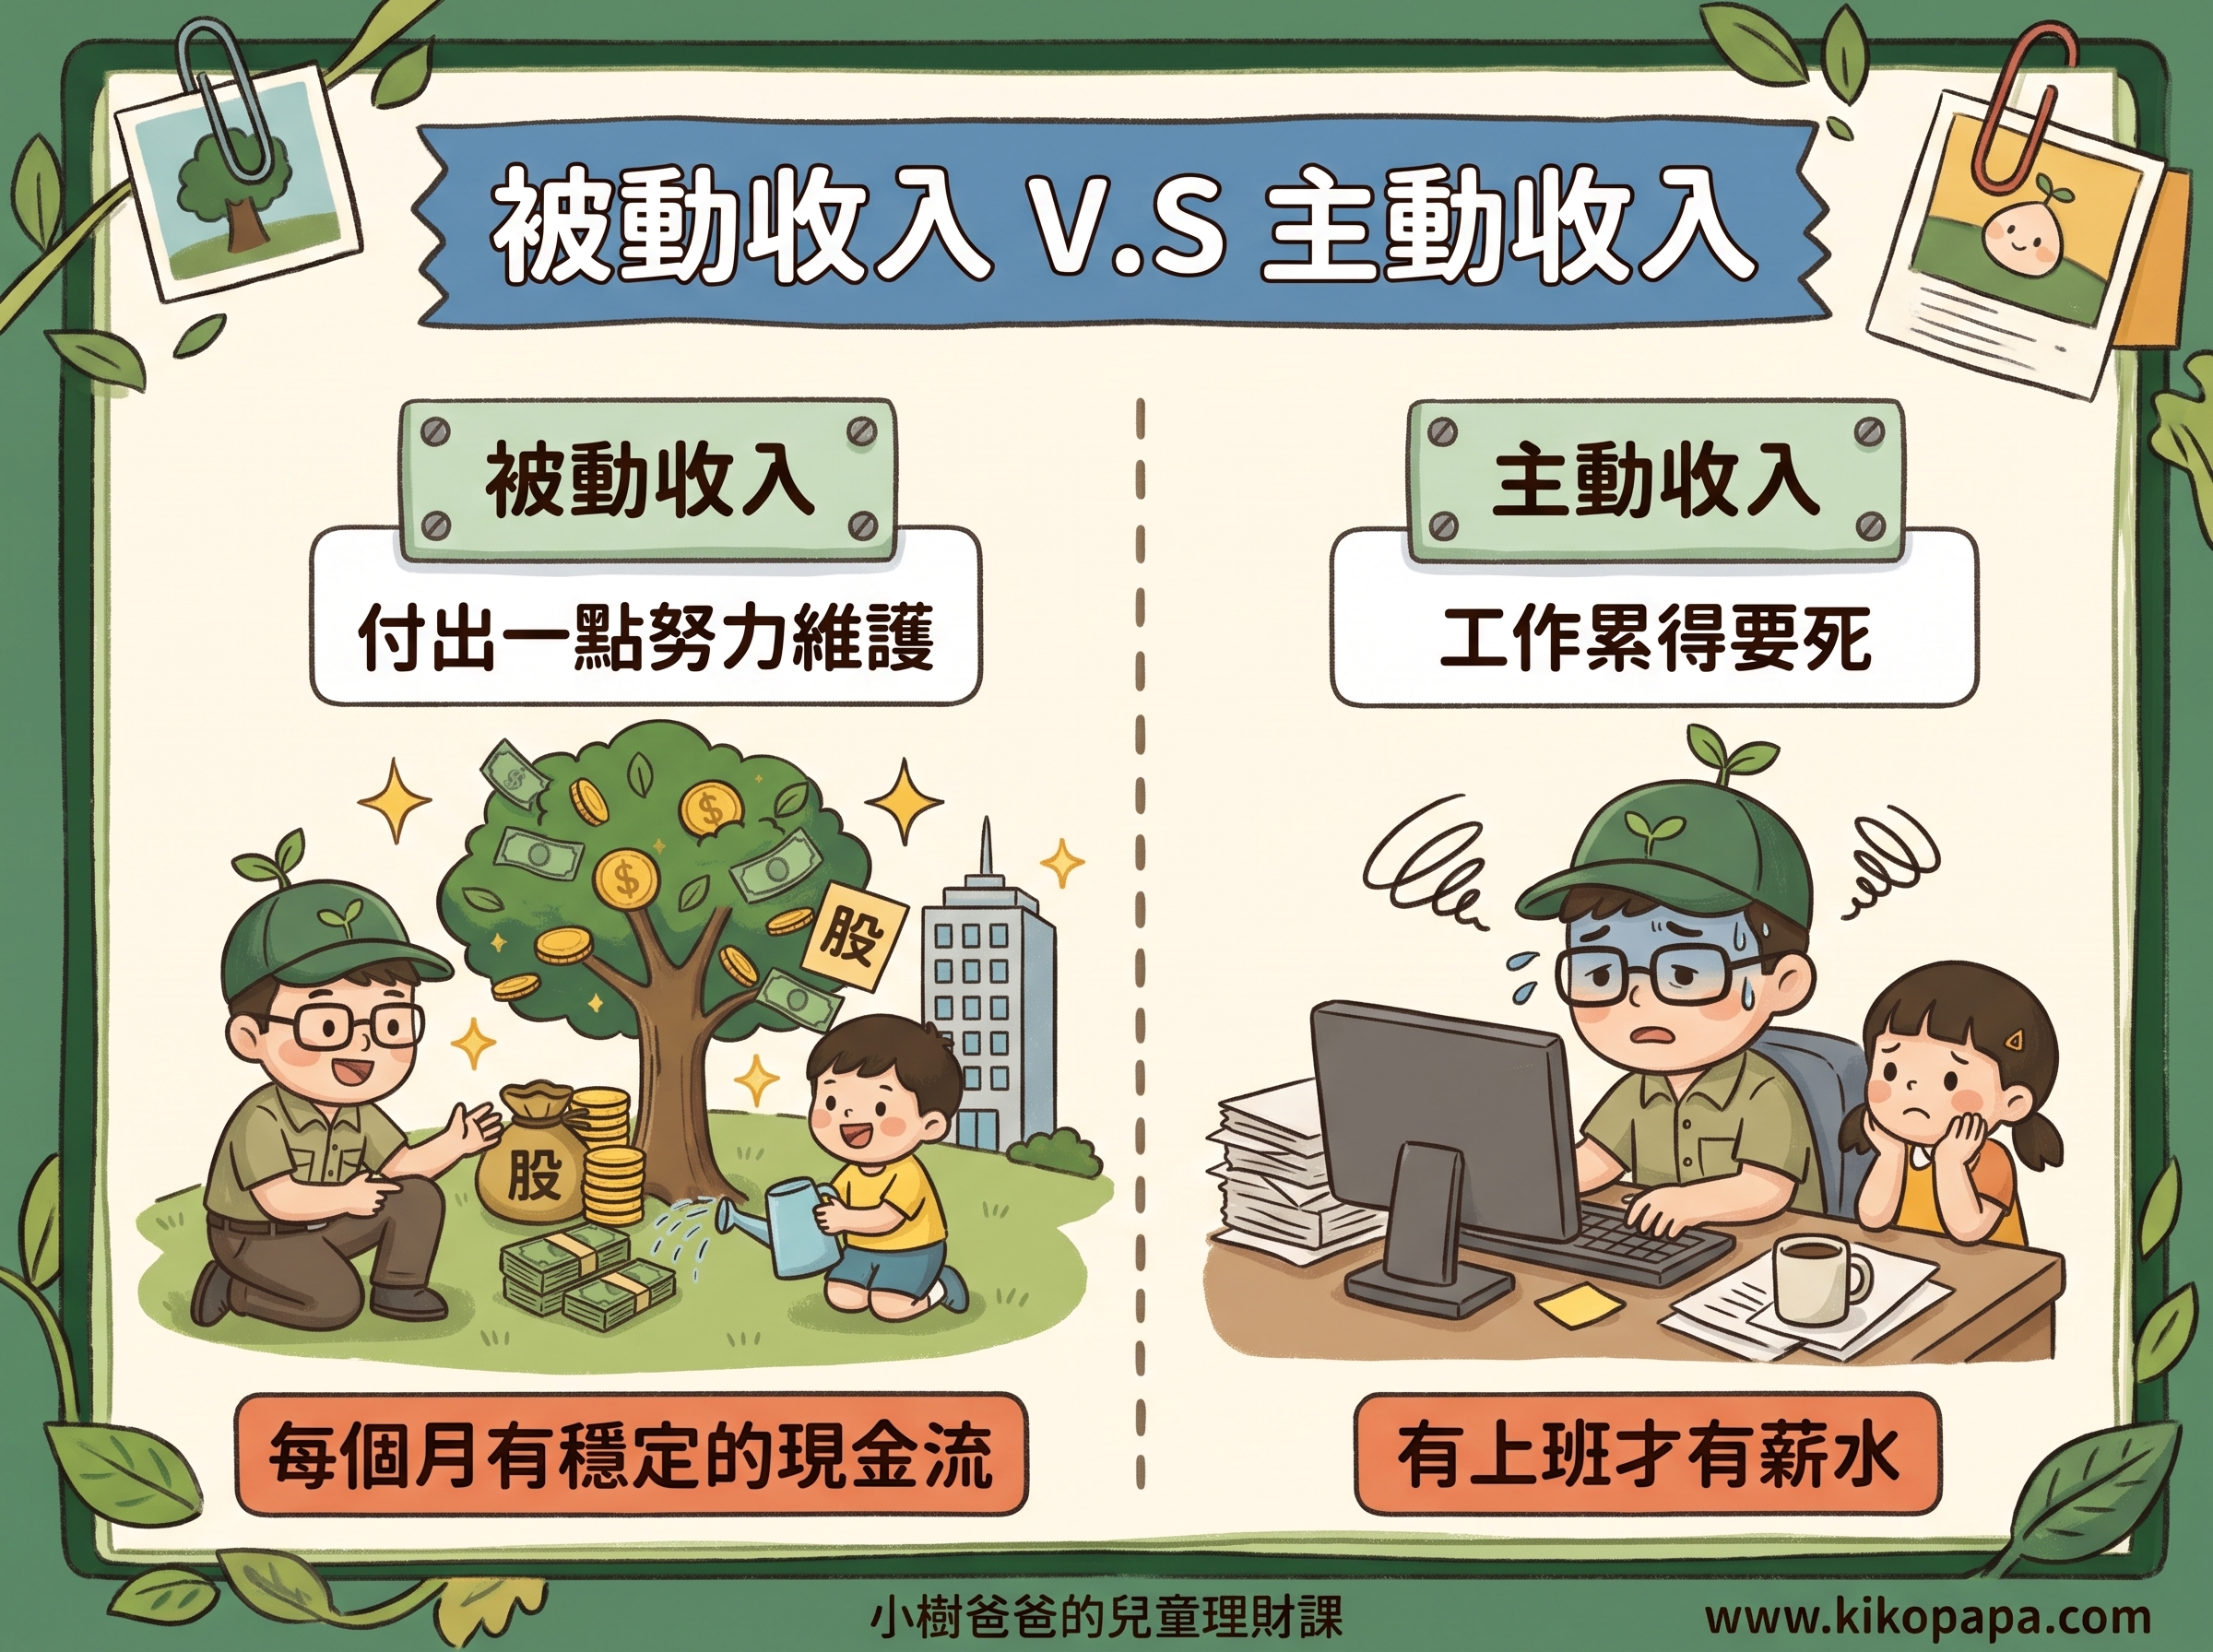 被動收入 V.S 主動收入
被動收入
付出一點努力維護
股
股
每個月有穩定的現金流
主動收入
工作累得要死
有上班才有薪水
小樹爸爸的兒童理財課
www.kikopapa.com